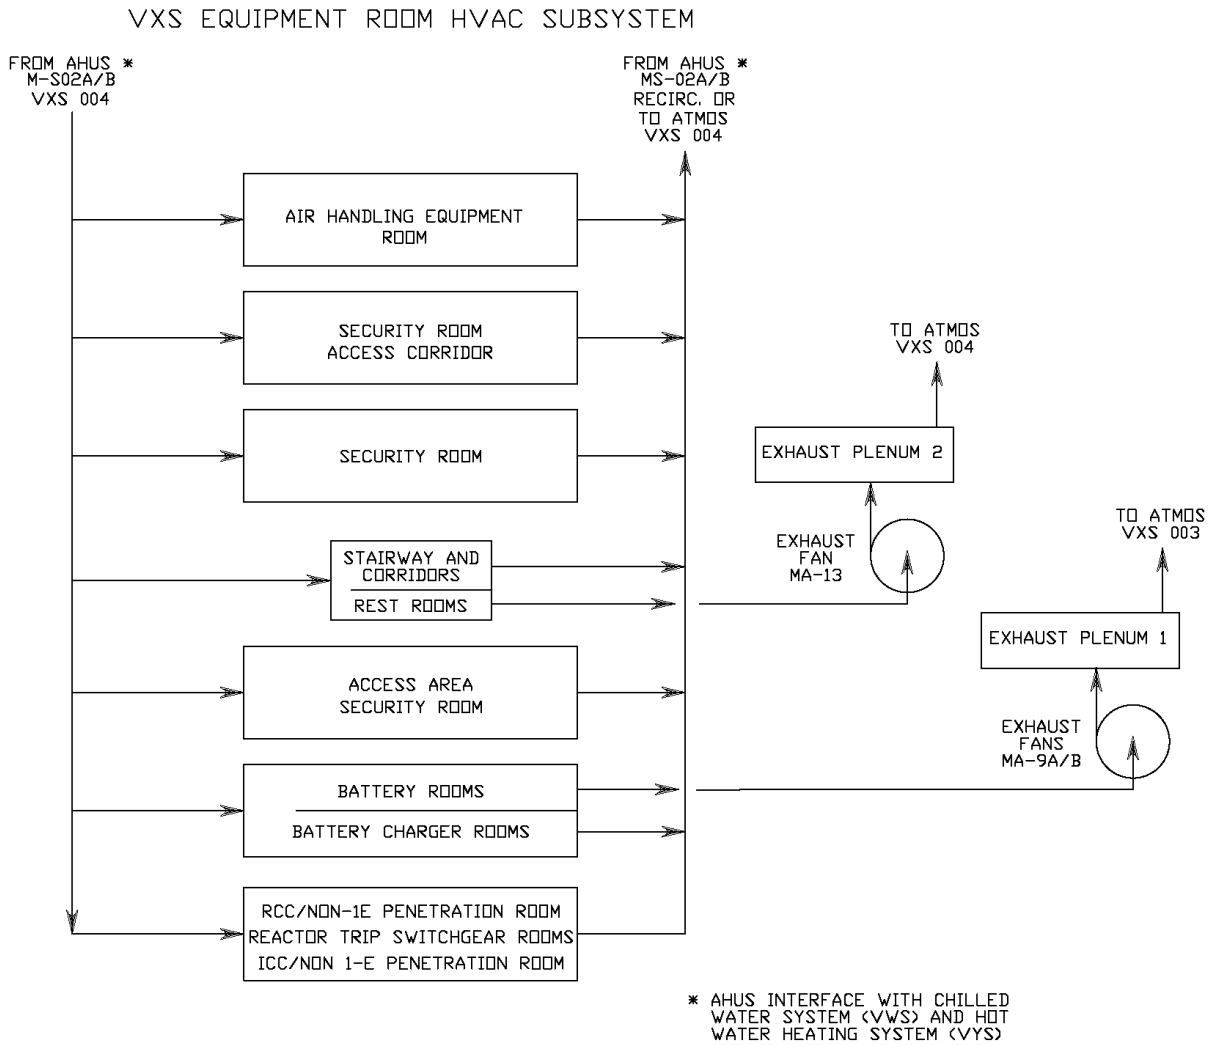 VXS EQUIPMENT ROOM HVAC SUBSYSTEM
FROM AHUS *
M-S02A/B
VXS 004
FROM AHUS *
MS-02A/B
RECIRC. OR
TO ATMOS
VXS 004
AIR HANDLING EQUIPMENT
ROOM
SECURITY ROOM
ACCESS CORRIDOR
TO ATMOS
VXS 004
SECURITY ROOM
EXHAUST PLENUM 2
EXHAUST
FAN
MA-13
TO ATMOS
VXS 003
STAIRWAY AND
CORRIDORS
REST ROOMS
EXHAUST PLENUM 1
ACCESS AREA
SECURITY ROOM
EXHAUST
FANS
MA-9A/B
BATTERY ROOMS
BATTERY CHARGER ROOMS
RCC/NON-1E PENETRATION ROOM
REACTOR TRIP SWITCHGEAR ROOMS
ICC/NON 1-E PENETRATION ROOM
* AHUS INTERFACE WITH CHILLED
WATER SYSTEM (VWS) AND HOT
WATER HEATING SYSTEM (VYS)